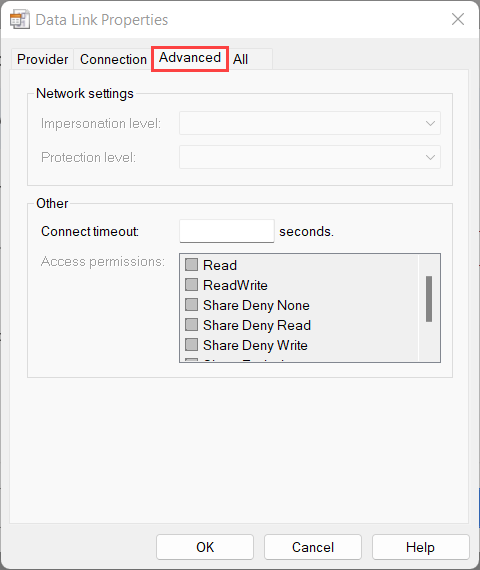 Data Link Properties
Provider Connection Advanced All
Network settings
Impersonation level:
Protection level:
Other
Connect timeout: seconds.
Access permissions:
Read
ReadWrite
Share Deny None
Share Deny Read
Share Deny Write
OK Cancel Help